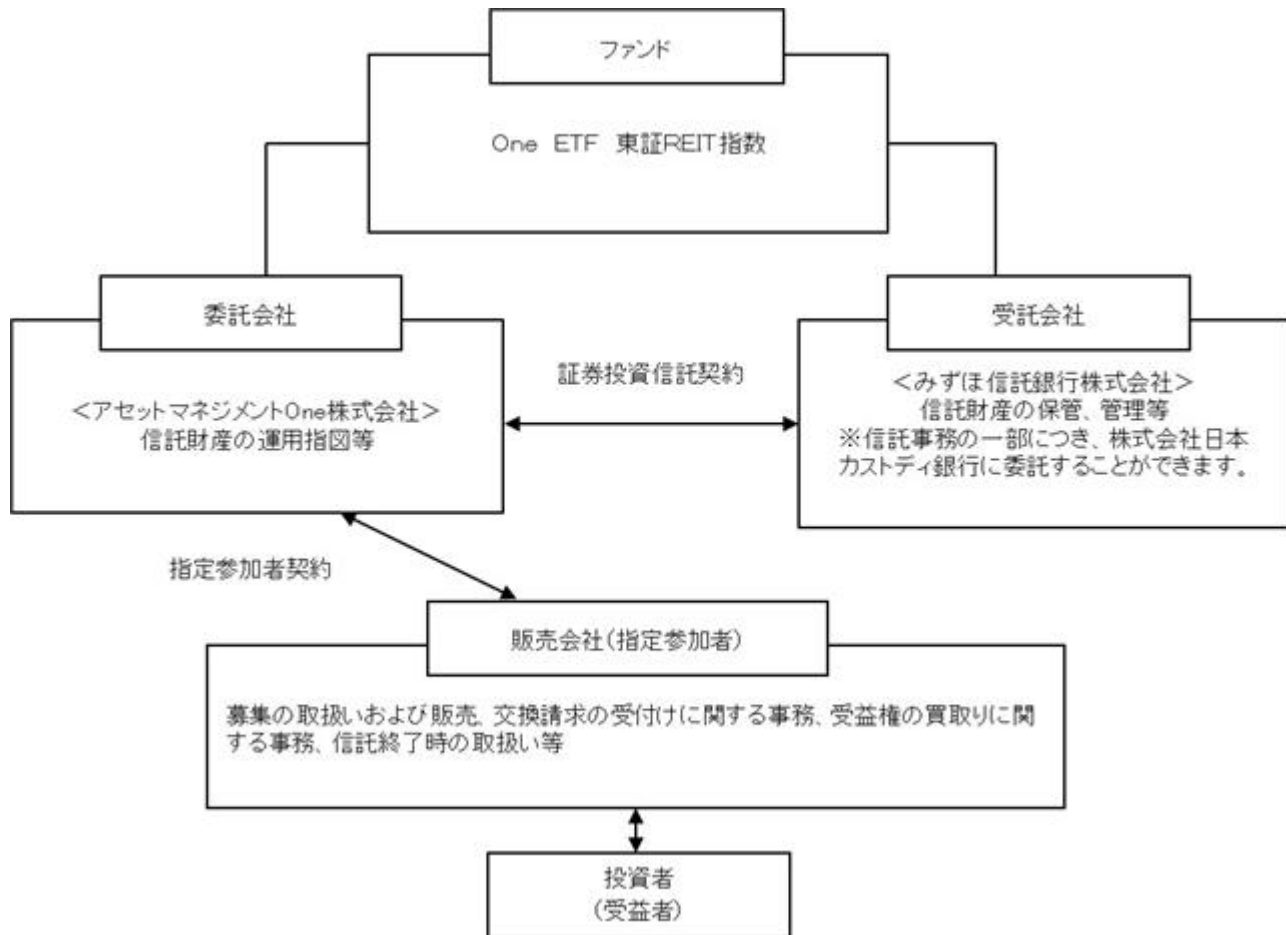 ファンド
One ETF 東証REIT指数
委託会社
<アセットマネジメントOne株式会社>
信託財産の運用指図等
証券投資信託契約
受託会社
<みずほ信託銀行株式会社>
信託財産の保管、管理等
※信託事務の一部につき、株式会社日本
カストディ銀行に委託することができます。
指定参加者契約
販売会社(指定参加者)
募集の取扱いおよび販売、交換請求の受付けに関する事務、受益権の買取りに関
する事務、信託終了時の取扱い等
投資者
(受益者)